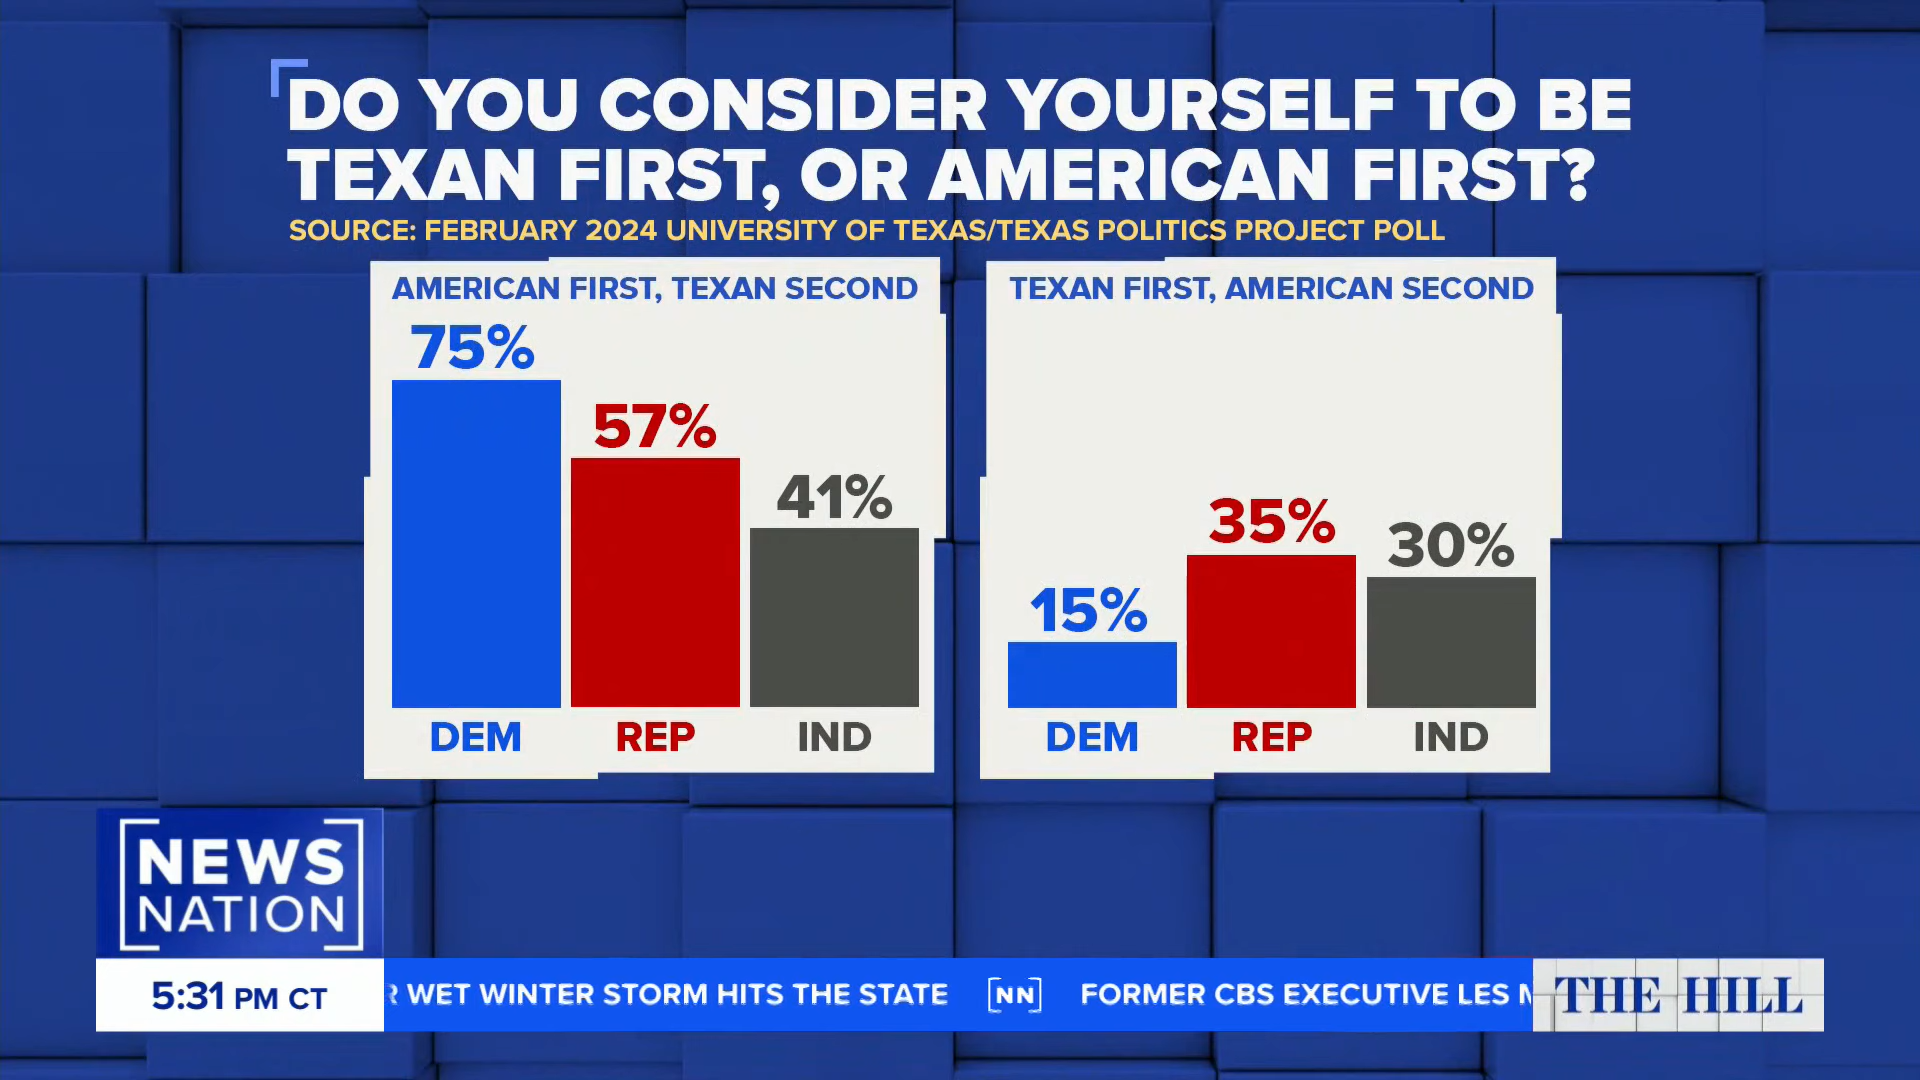 DO YOU CONSIDER YOURSELF TO BE
TEXAN FIRST, OR AMERICAN FIRST?
SOURCE: FEBRUARY 2024 UNIVERSITY OF TEXAS/TEXAS POLITICS PROJECT POLL
AMERICAN FIRST, TEXAN SECOND
75%
57%
41%
DEM REP IND
TEXAN FIRST, AMERICAN SECOND
15%
35%
30%
DEM REP IND
NEWS
NATION
5:31 PM CT
WET WINTER STORM HITS THE STATE NN FORMER CBS EXECUTIVE LES
THE HILL